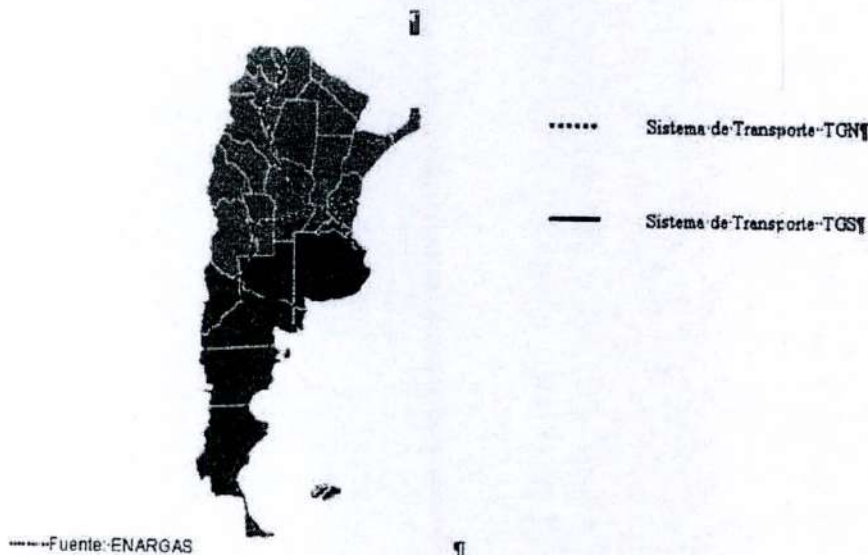 Sistema·de·Transporte··TGN¶
Sistema·de·Transporte··TGS¶
Fuente:·ENARGAS
¶